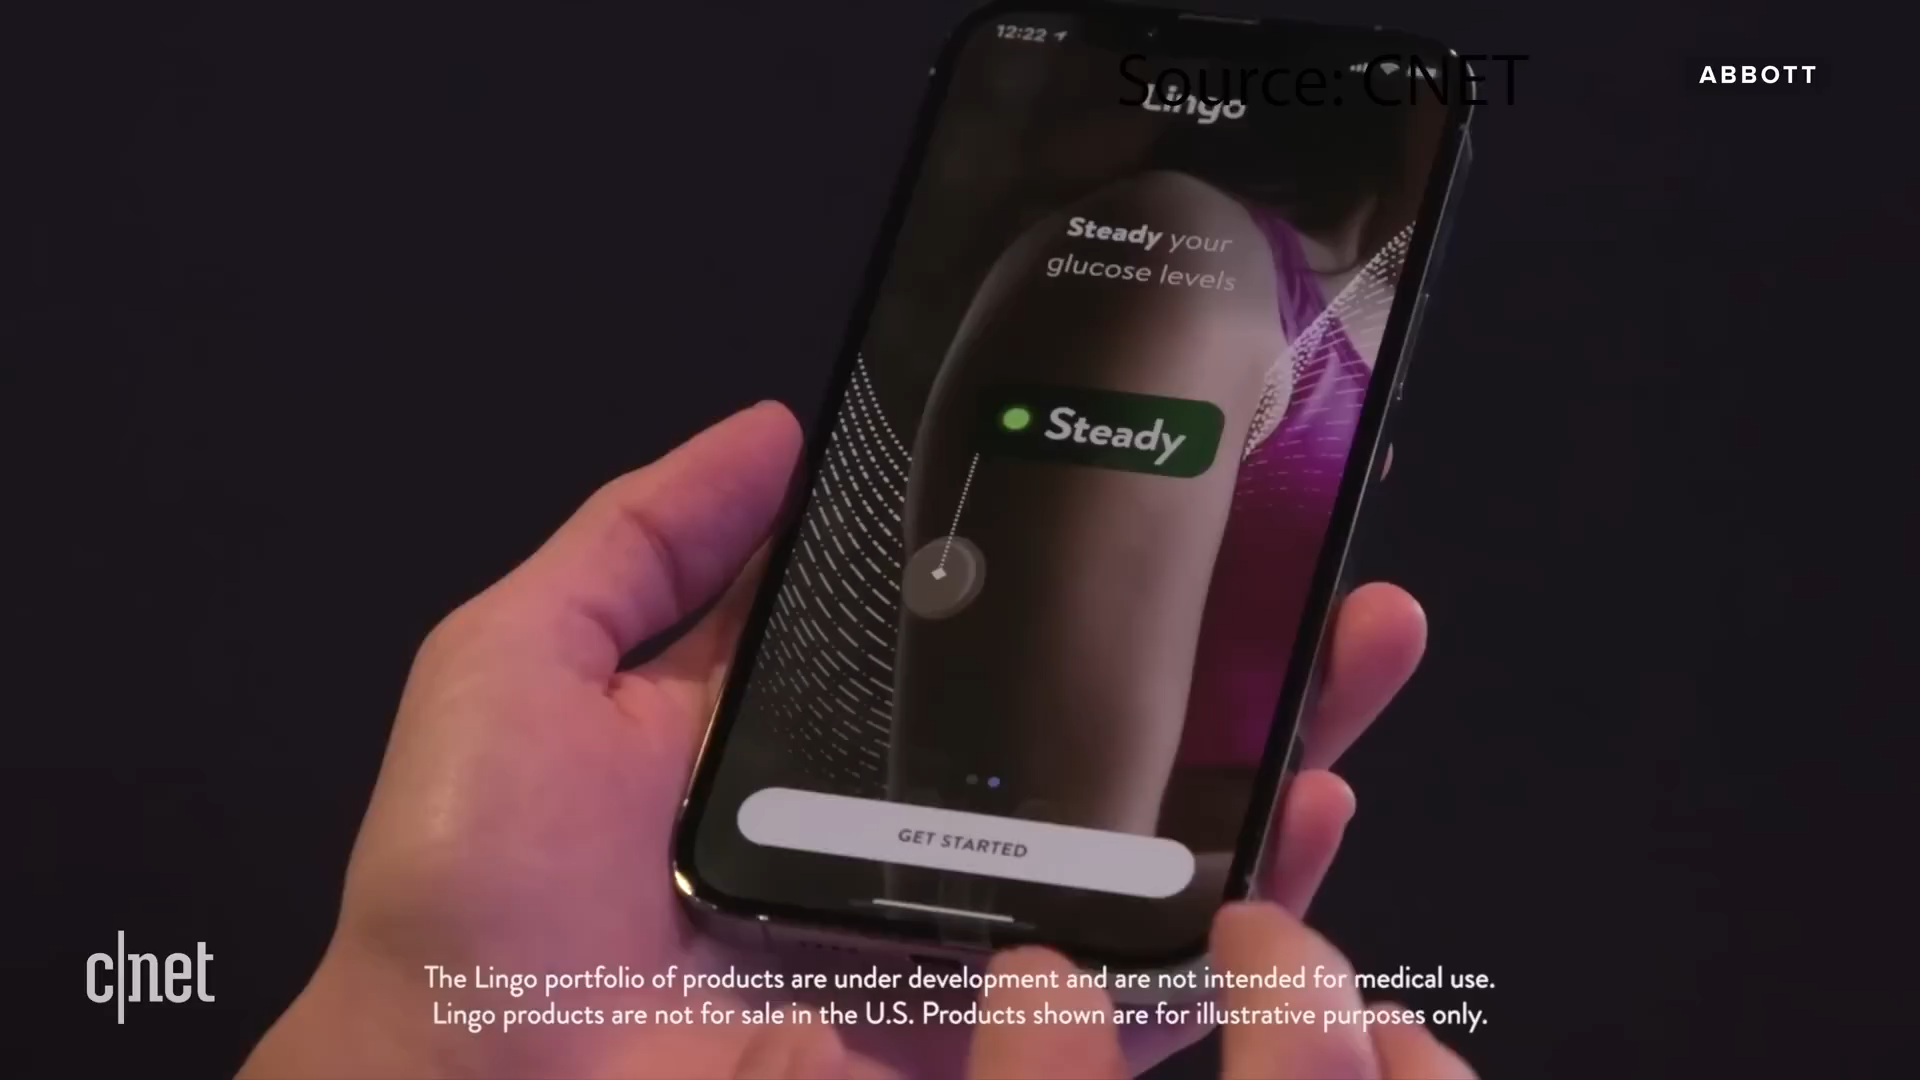 12:22
Source: CNET
ABBOTT
Lingo
Steady your
glucose levels
Steady
GET STARTED
c|net
The Lingo portfolio of products are under development and are not intended for medical use.
Lingo products are not for sale in the U.S. Products shown are for illustrative purposes only.